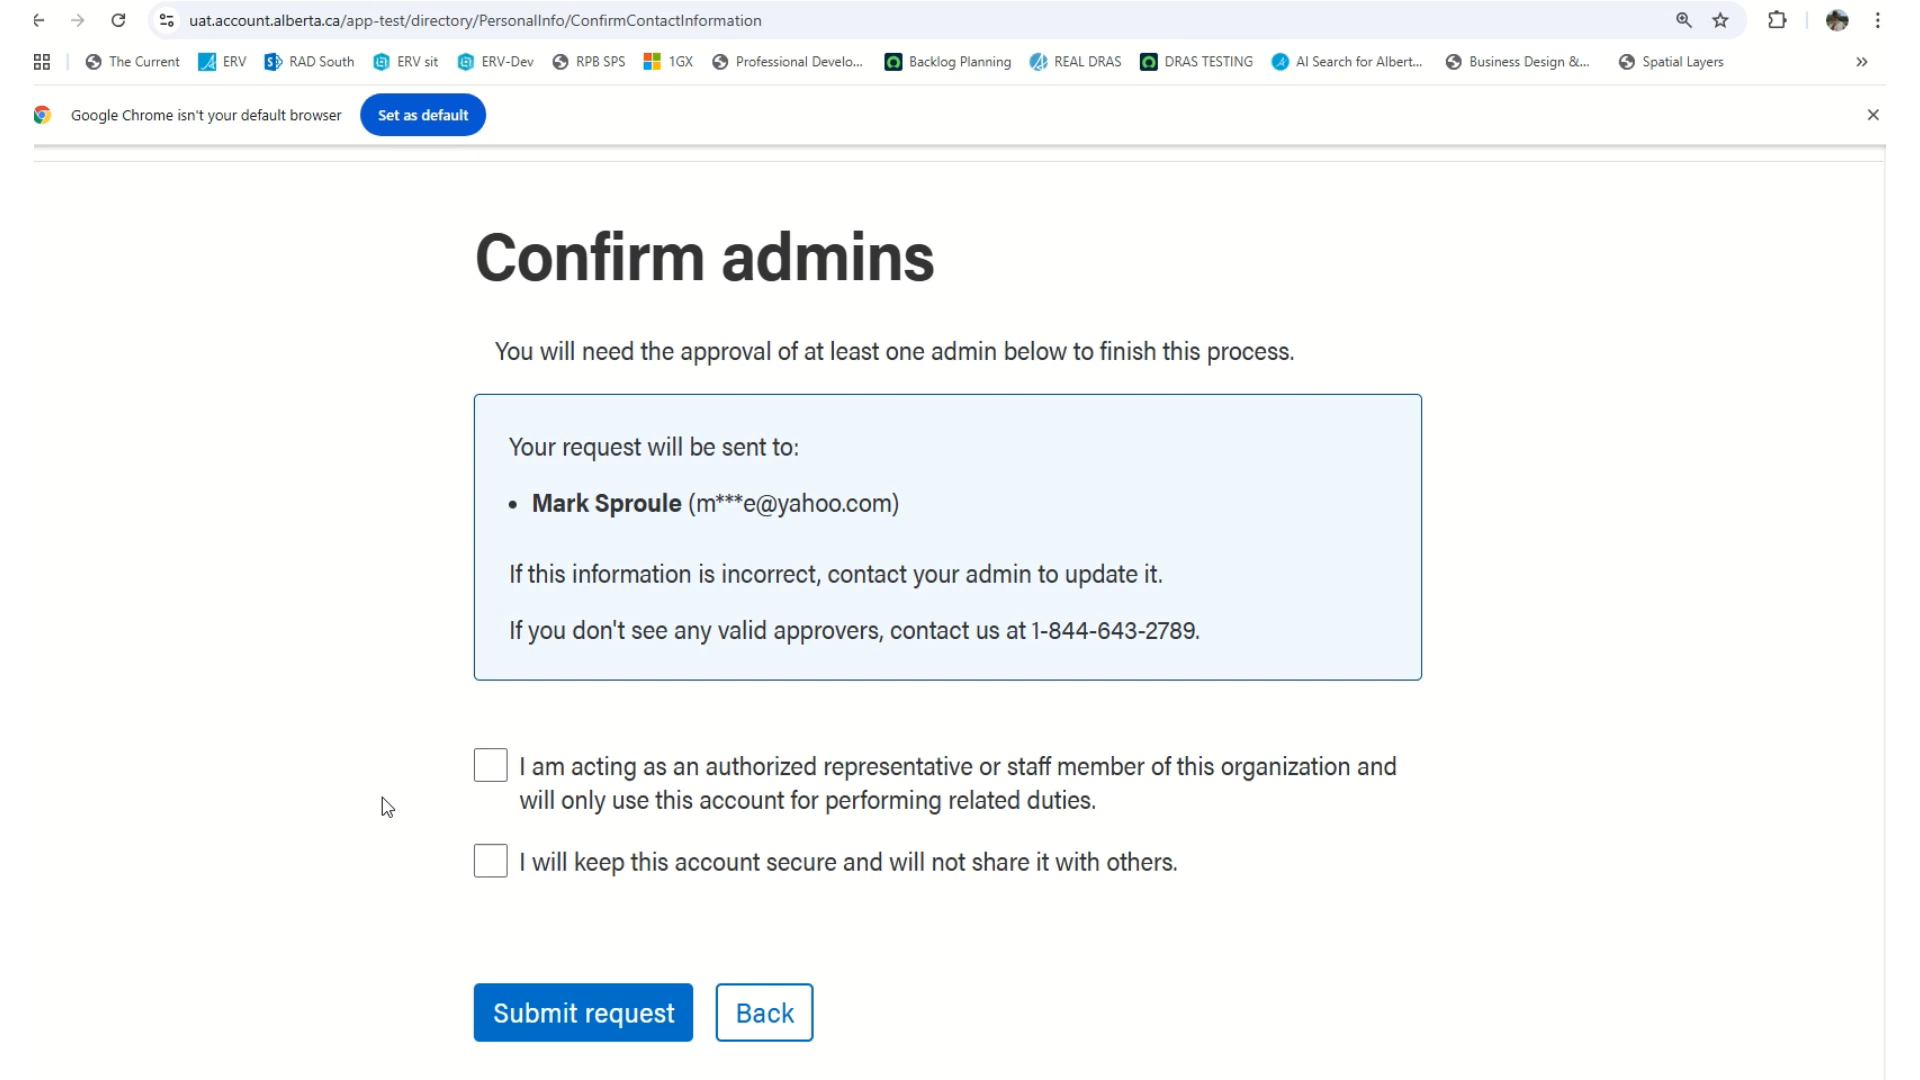 uat.account.alberta.ca/app-test/directory/PersonalInfo/ConfirmContactInformation
The Current ERV RAD South ERV sit ERV-Dev RPB SPS 1GX Professional Develo... Backlog Planning REAL DRAS DRAS TESTING AI Search for Albert... Business Design &... Spatial Layers
Google Chrome isn't your default browser Set as default
Confirm admins
You will need the approval of at least one admin below to finish this process.
Your request will be sent to:
• Mark Sproule (m***e@yahoo.com)
If this information is incorrect, contact your admin to update it.
If you don't see any valid approvers, contact us at 1-844-643-2789.
I am acting as an authorized representative or staff member of this organization and
will only use this account for performing related duties.
I will keep this account secure and will not share it with others.
Submit request Back